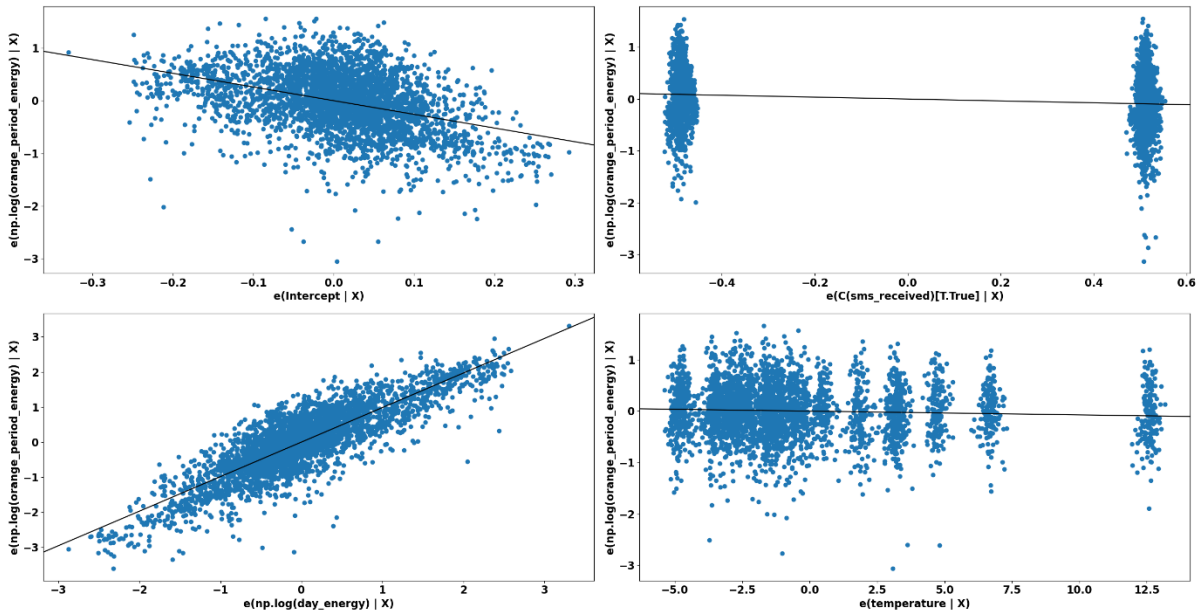 e(np.log(orange_period_energy) | X)
1
0
−1
−2
−3
−0.3 −0.2 −0.1 0.0 0.1 0.2 0.3
e(Intercept | X)
e(np.log(orange_period_energy) | X)
1
0
−1
−2
−3
−0.4 −0.2 0.0 0.2 0.4 0.6
e(C(sms_received)[T.True] | X)
e(np.log(orange_period_energy) | X)
3
2
1
0
−1
−2
−3
−3 −2 −1 0 1 2 3
e(np.log(day_energy) | X)
e(np.log(orange_period_energy) | X)
1
0
−1
−2
−3
−5.0 −2.5 0.0 2.5 5.0 7.5 10.0 12.5
e(temperature | X)